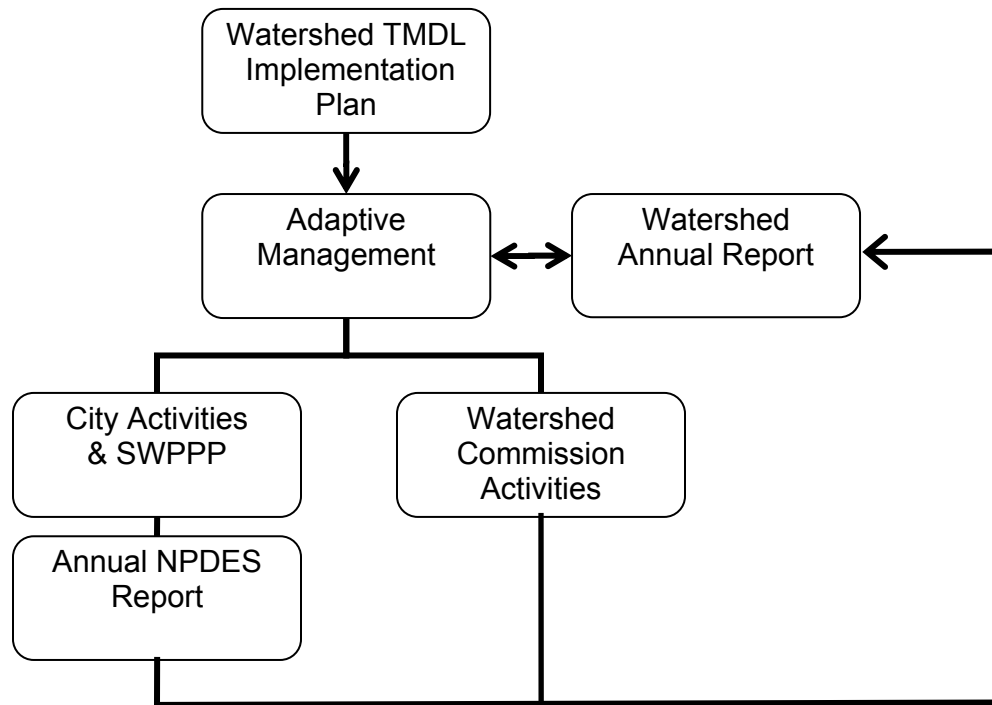 Watershed TMDL
Implementation
Plan
Adaptive
Management
Watershed
Annual Report
City Activities
& SWPPP
Watershed
Commission
Activities
Annual NPDES
Report